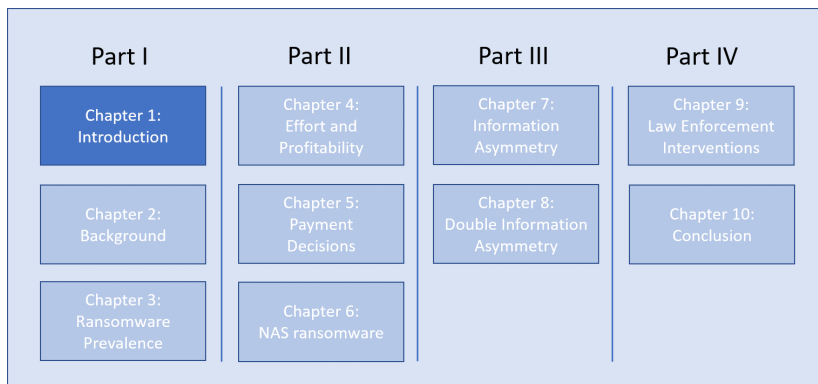 Part I
Chapter 1:
Introduction
Chapter 2:
Background
Chapter 3:
Ransomware
Prevalence
Part II
Chapter 4:
Effort and
Profitability
Chapter 5:
Payment
Decisions
Chapter 6:
NAS ransomware
Part III
Chapter 7:
Information
Asymmetry
Chapter 8:
Double Information
Asymmetry
Part IV
Chapter 9:
Law Enforcement
Interventions
Chapter 10:
Conclusion